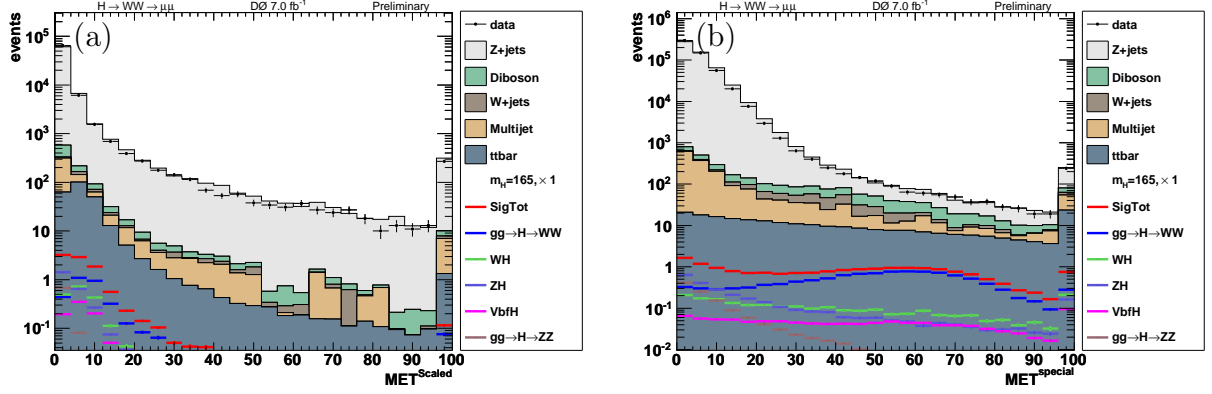 H → WW → μμ DØ 7.0 fb⁻¹ Preliminary
(a)
events
10⁵
10⁴
10³
10²
10
1
10⁻¹
0 10 20 30 40 50 60 70 80 90 100
MET^Scaled
data
Z+jets
Diboson
W+jets
Multijet
ttbar
m_H=165, × 1
SigTot
gg→H→WW
WH
ZH
VbfH
gg→H→ZZ
H → WW → μμ DØ 7.0 fb⁻¹ Preliminary
(b)
events
10⁶
10⁵
10⁴
10³
10²
10
1
10⁻¹
10⁻²
0 10 20 30 40 50 60 70 80 90 100
MET^special
data
Z+jets
Diboson
W+jets
Multijet
ttbar
m_H=165, × 1
SigTot
gg→H→WW
WH
ZH
VbfH
gg→H→ZZ